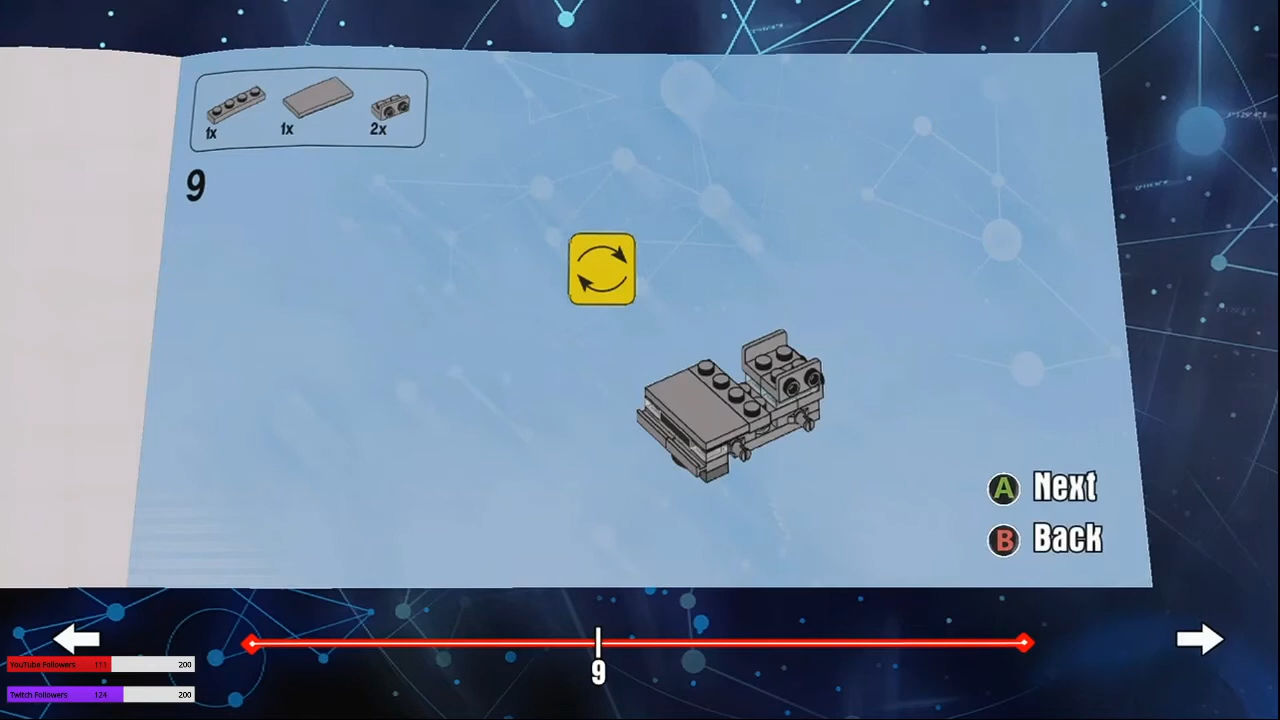 1x
1x
2x
9
A Next
B Back
9
YouTube Followers 111 200
Twitch Followers 124 200